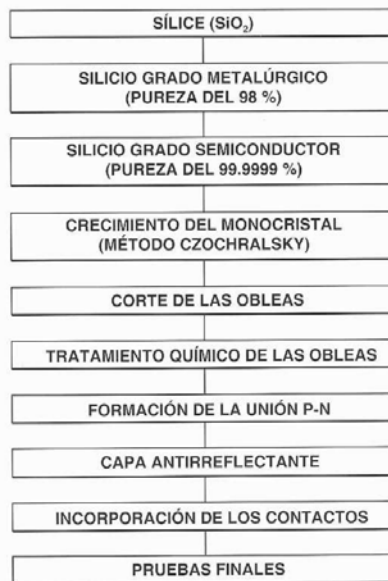 SÍLICE (SiO₂)
SILICIO GRADO METALÚRGICO
(PUREZA DEL 98 %)
SILICIO GRADO SEMICONDUCTOR
(PUREZA DEL 99.9999 %)
CRECIMIENTO DEL MONOCRISTAL
(MÉTODO CZOCHRALSKY)
CORTE DE LAS OBLEAS
TRATAMIENTO QUÍMICO DE LAS OBLEAS
FORMACIÓN DE LA UNIÓN P-N
CAPA ANTIRREFLECTANTE
INCORPORACIÓN DE LOS CONTACTOS
PRUEBAS FINALES